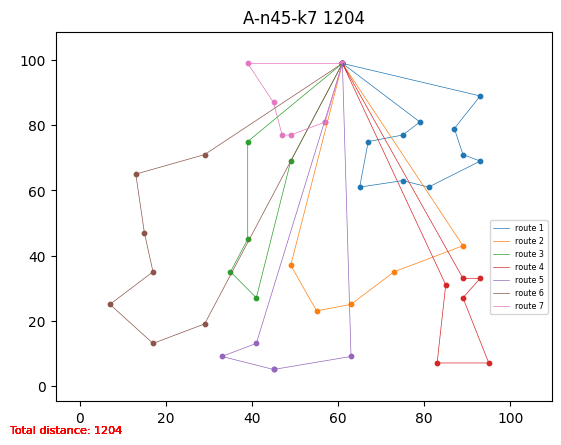 A-n45-k7 1204
100
80
60
40
20
0
0 20 40 60 80 100
route 1
route 2
route 3
route 4
route 5
route 6
route 7
Total distance: 1204